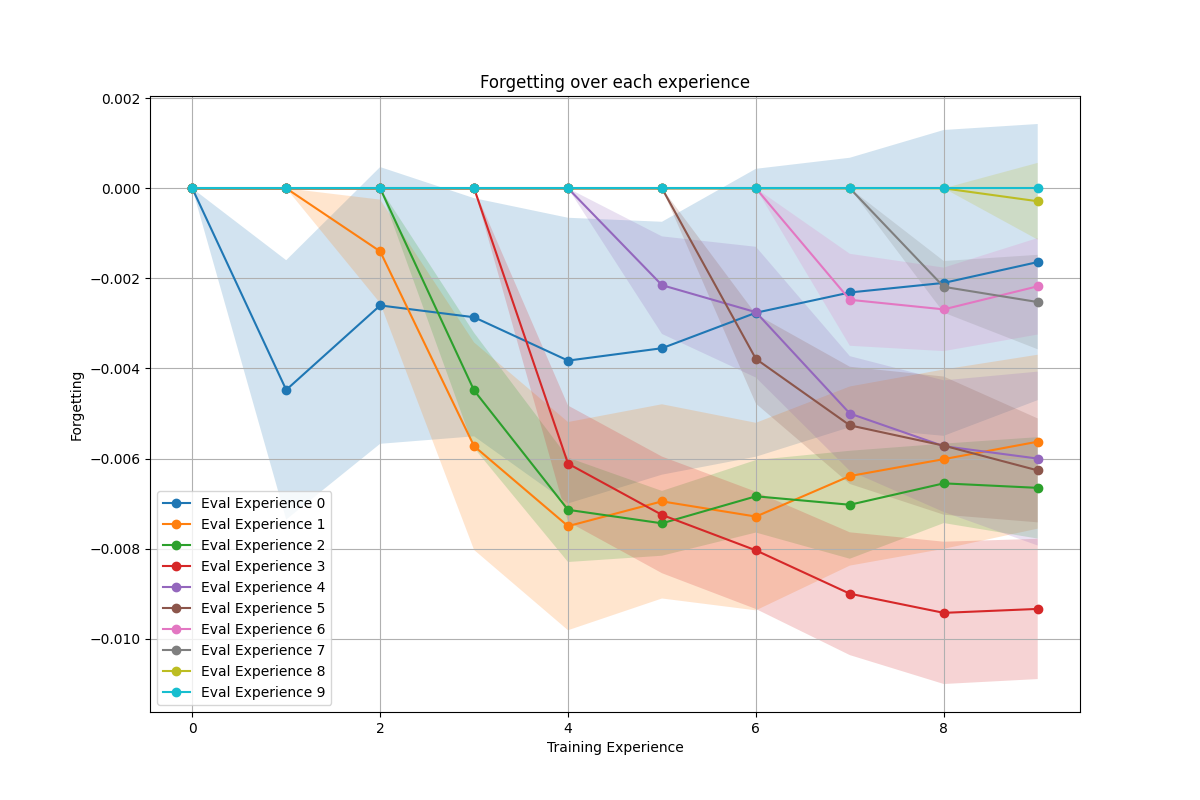 Forgetting over each experience
0.002
0.000
−0.002
−0.004
−0.006
−0.008
−0.010
Forgetting
Eval Experience 0
Eval Experience 1
Eval Experience 2
Eval Experience 3
Eval Experience 4
Eval Experience 5
Eval Experience 6
Eval Experience 7
Eval Experience 8
Eval Experience 9
0 2 4 6 8
Training Experience